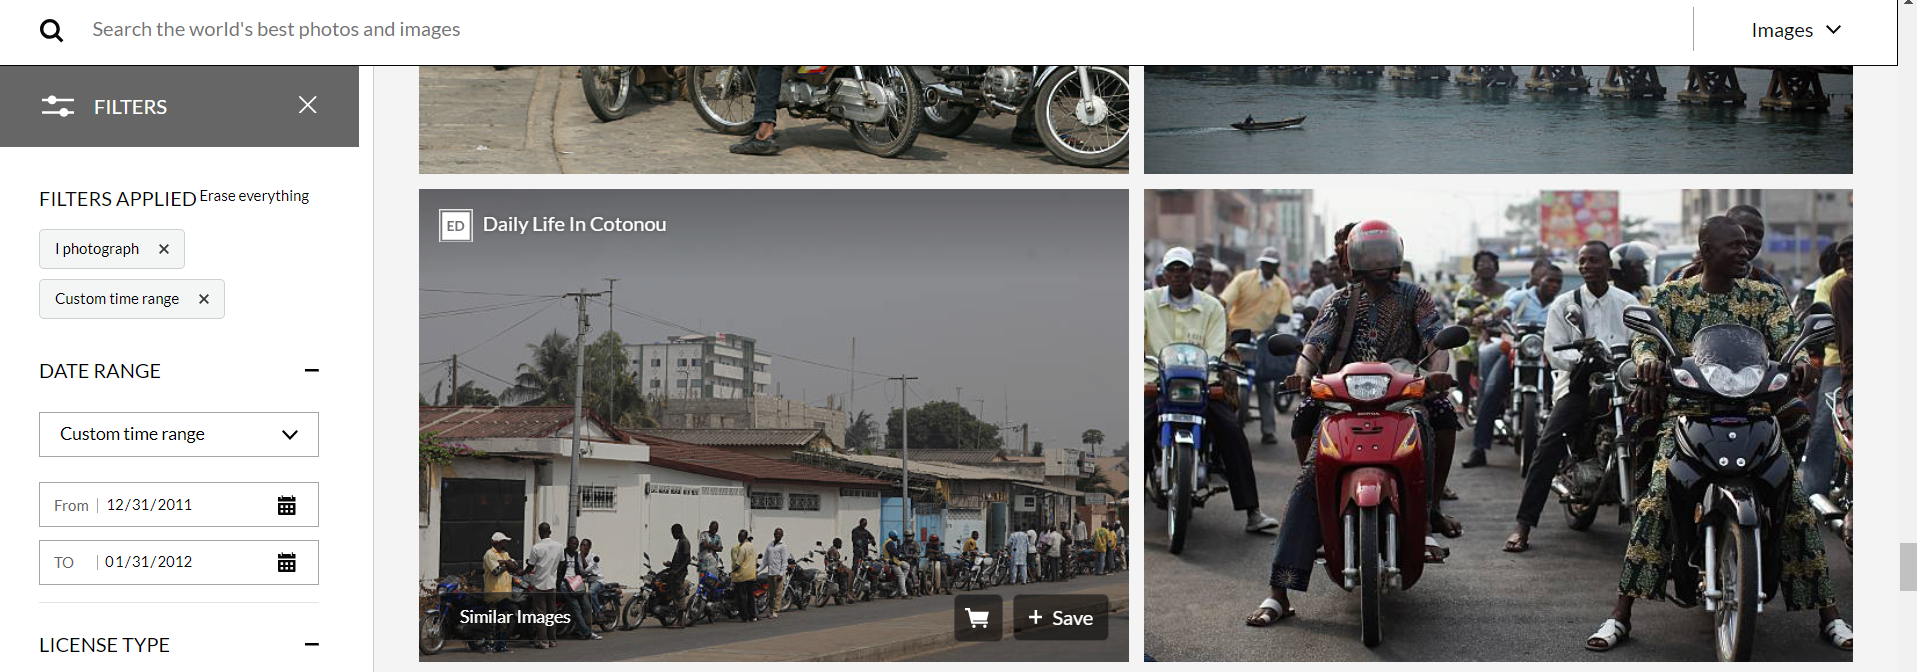 Search the world's best photos and images
Images
FILTERS
FILTERS APPLIED Erase everything
I photograph
Custom time range
DATE RANGE
Custom time range
From 12/31/2011
TO 01/31/2012
LICENSE TYPE
ED Daily Life In Cotonou
Similar Images
+ Save